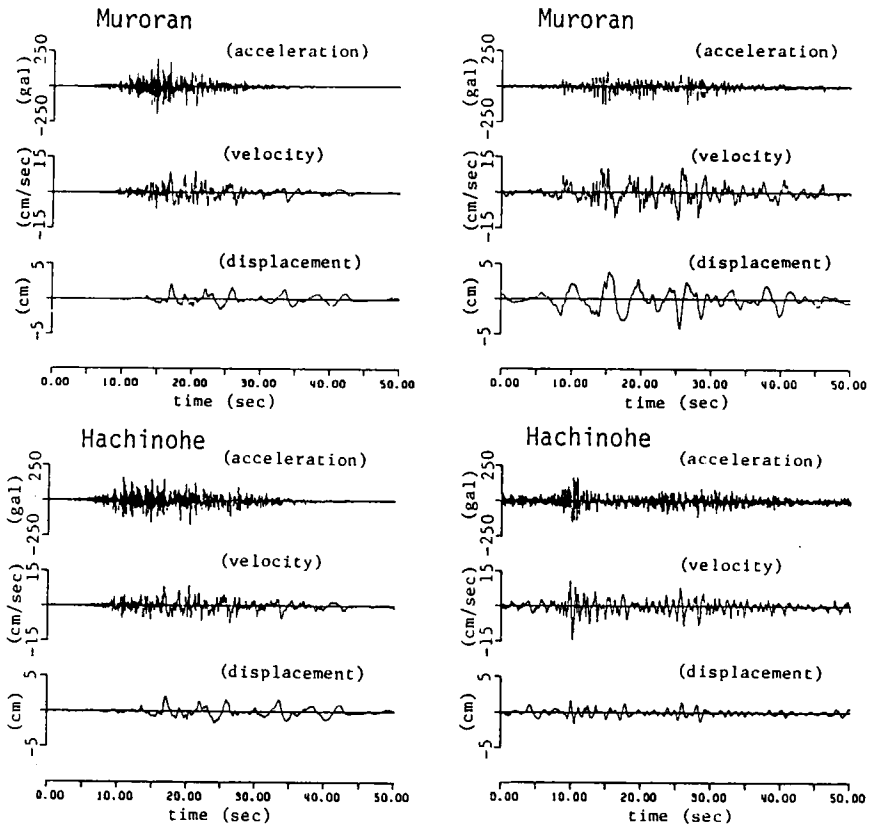 Muroran
(acceleration)
250
-250
(gal)
(velocity)
15
-15
(cm/sec)
(displacement)
5
-5
(cm)
0.00 10.00 20.00 30.00 40.00 50.00
time (sec)
Muroran
(acceleration)
250
-250
(gal)
(velocity)
15
-15
(cm/sec)
(displacement)
5
-5
(cm)
0.00 10.00 20.00 30.00 40.00 50.00
time (sec)
Hachinohe
(acceleration)
250
-250
(gal)
(velocity)
15
-15
(cm/sec)
(displacement)
5
-5
(cm)
0.00 10.00 20.00 30.00 40.00 50.00
time (sec)
Hachinohe
(acceleration)
250
-250
(gal)
(velocity)
15
-15
(cm/sec)
(displacement)
5
-5
(cm)
0.00 10.00 20.00 30.00 40.00 50.00
time (sec)